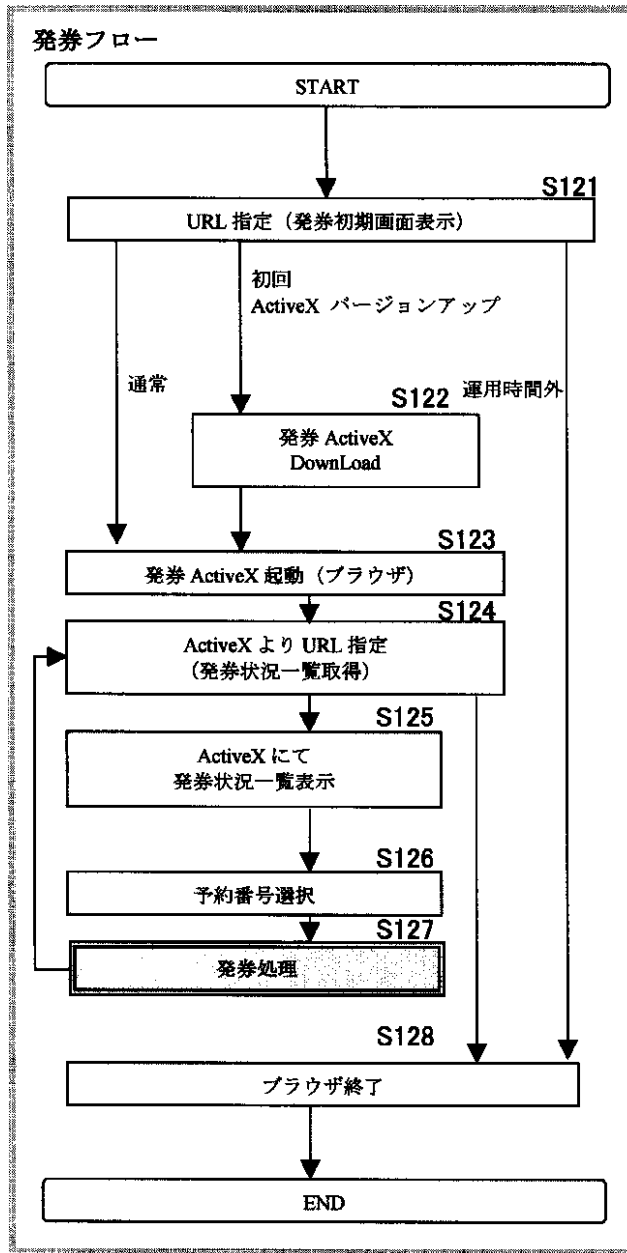 発券フロー
START
S121
URL 指定（発券初期画面表示）
初回
ActiveX バージョンアップ
通常
S122
運用時間外
発券 ActiveX
DownLoad
S123
発券 ActiveX 起動（ブラウザ）
S124
ActiveX より URL 指定
（発券状況一覧取得）
S125
ActiveX にて
発券状況一覧表示
S126
予約番号選択
S127
発券処理
S128
ブラウザ終了
END